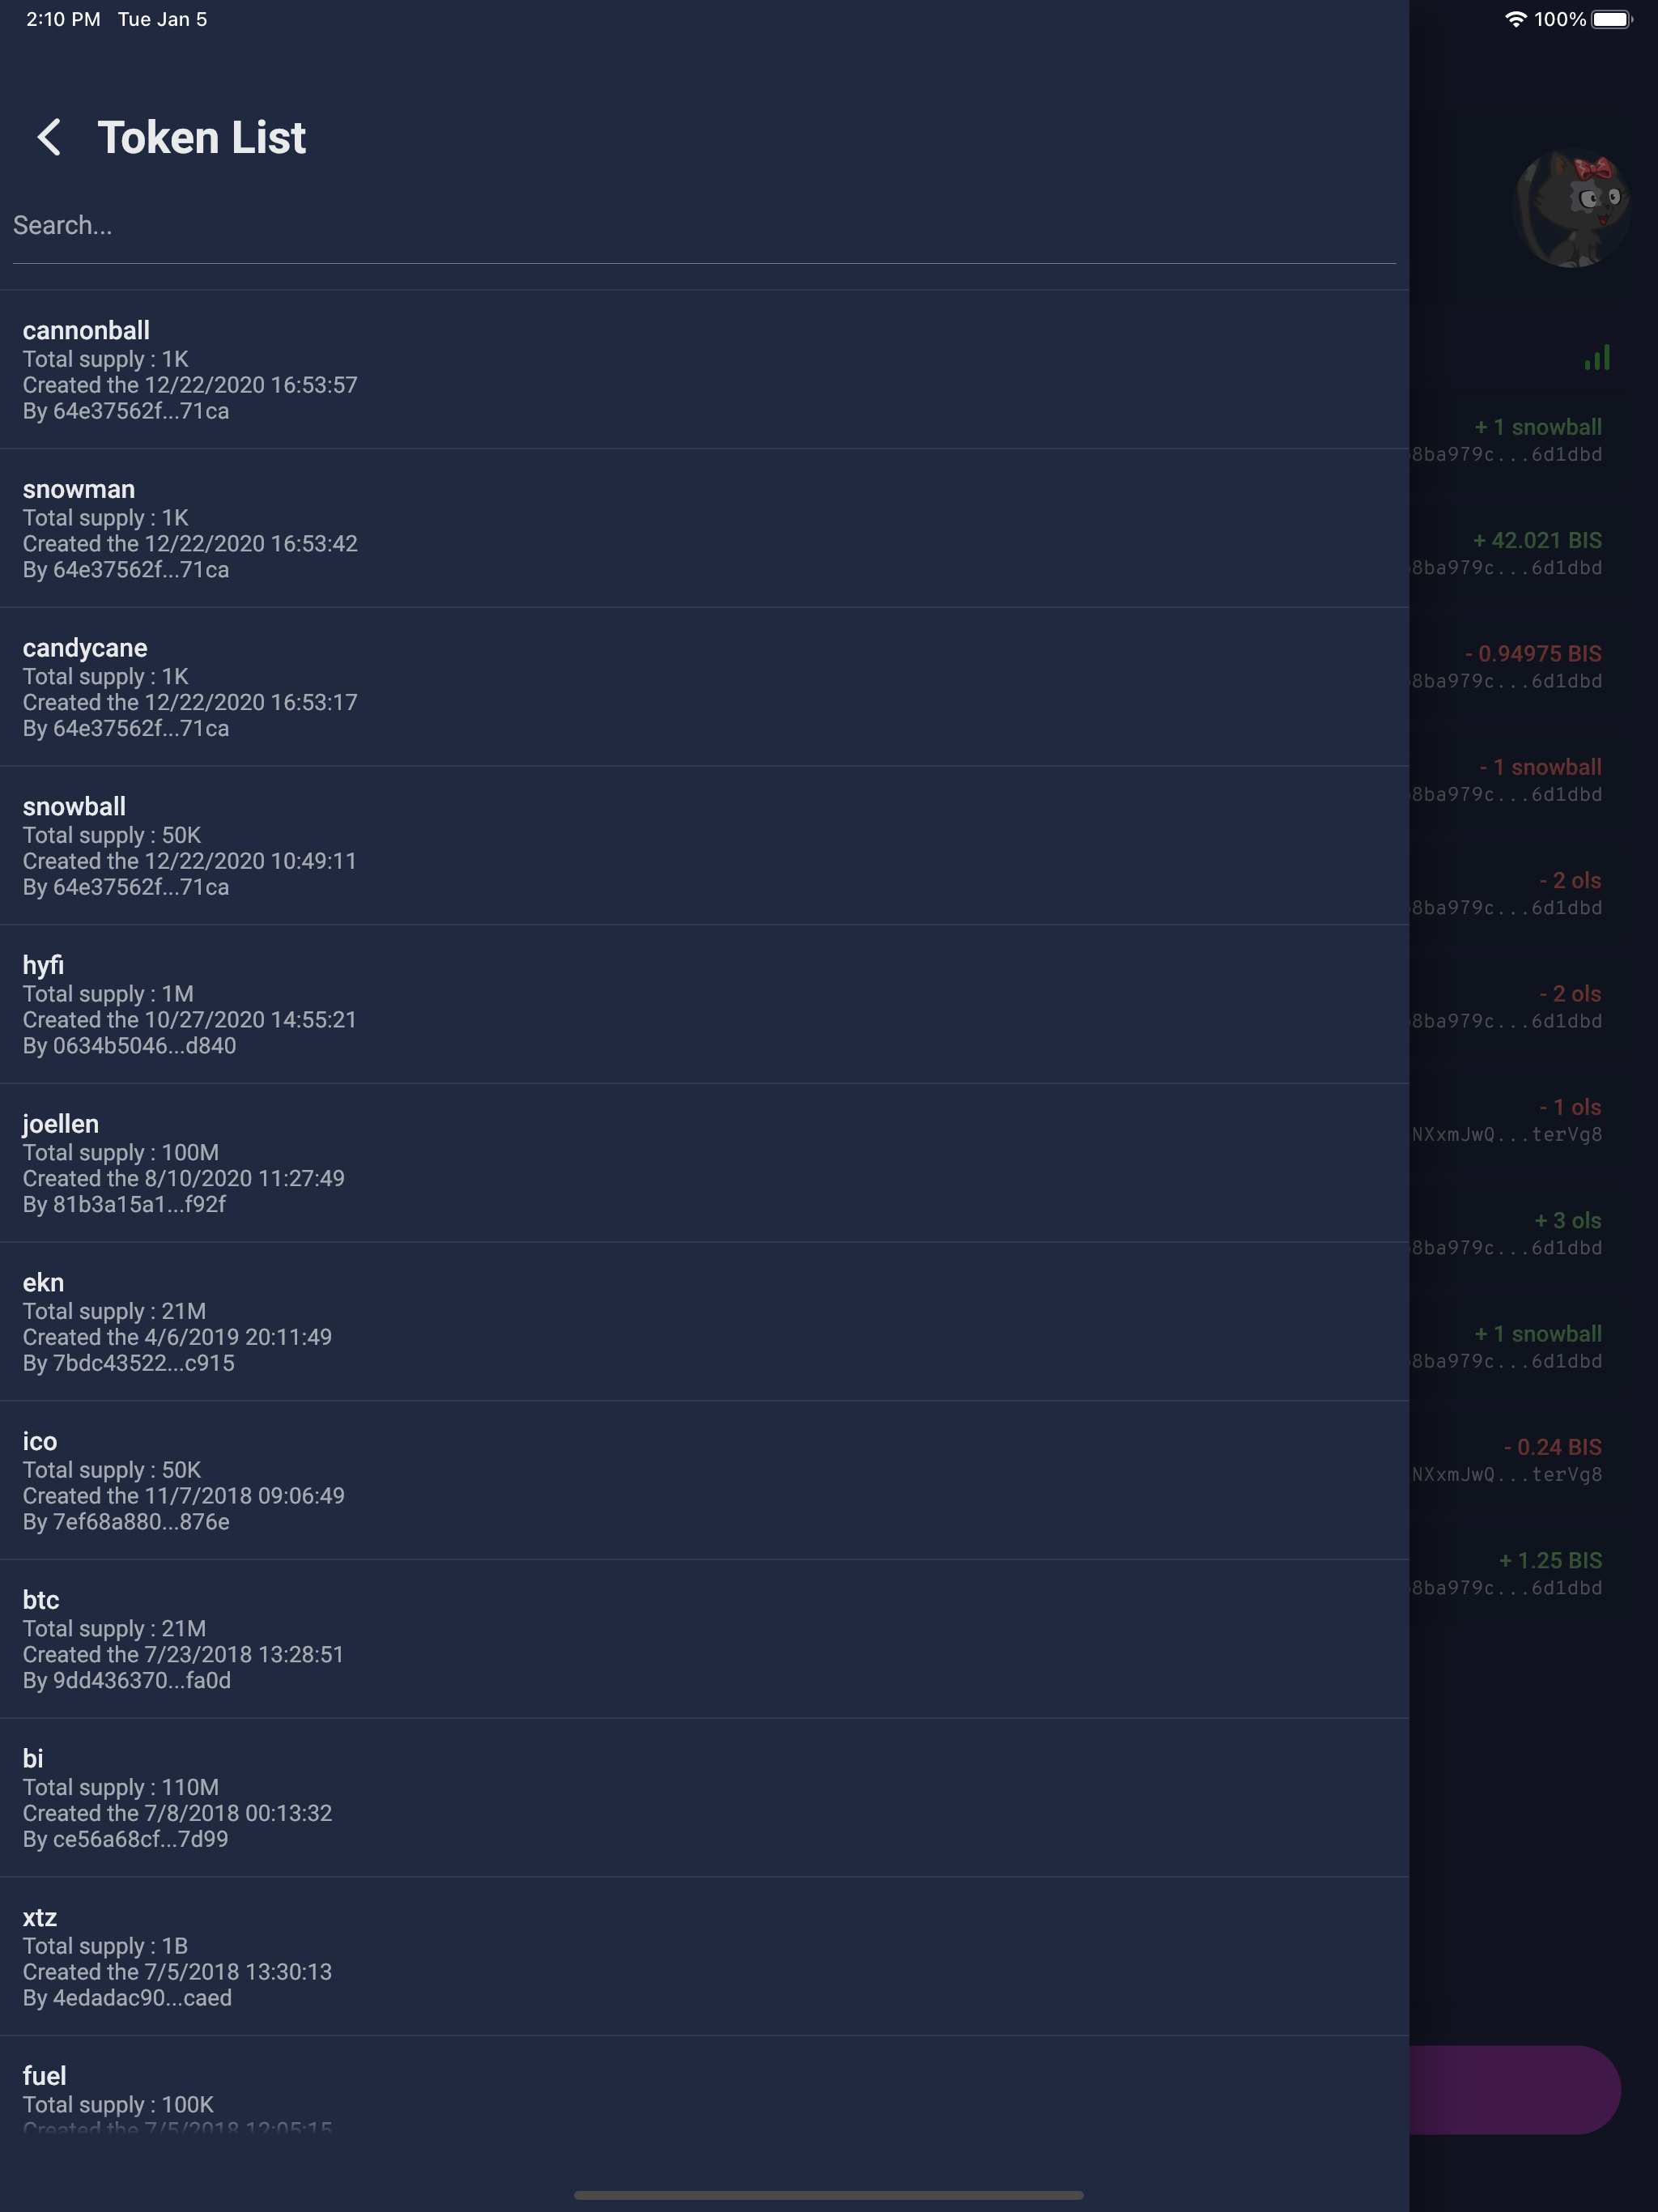 2:10 PM Tue Jan 5
100%
Token List
Search...
cannonball
Total supply : 1K
Created the 12/22/2020 16:53:57
By 64e37562f...71ca
snowman
Total supply : 1K
Created the 12/22/2020 16:53:42
By 64e37562f...71ca
candycane
Total supply : 1K
Created the 12/22/2020 16:53:17
By 64e37562f...71ca
snowball
Total supply : 50K
Created the 12/22/2020 10:49:11
By 64e37562f...71ca
hyfi
Total supply : 1M
Created the 10/27/2020 14:55:21
By 0634b5046...d840
joellen
Total supply : 100M
Created the 8/10/2020 11:27:49
By 81b3a15a1...f92f
ekn
Total supply : 21M
Created the 4/6/2019 20:11:49
By 7bdc43522...c915
ico
Total supply : 50K
Created the 11/7/2018 09:06:49
By 7ef68a880...876e
btc
Total supply : 21M
Created the 7/23/2018 13:28:51
By 9dd436370...fa0d
bi
Total supply : 110M
Created the 7/8/2018 00:13:32
By ce56a68cf...7d99
xtz
Total supply : 1B
Created the 7/5/2018 13:30:13
By 4edadac90...caed
fuel
Total supply : 100K
Created the 7/5/2018 12:05:15
+ 1 snowball
8ba979c...6d1dbd
+ 42.021 BIS
8ba979c...6d1dbd
- 0.94975 BIS
8ba979c...6d1dbd
- 1 snowball
8ba979c...6d1dbd
- 2 ols
8ba979c...6d1dbd
- 2 ols
8ba979c...6d1dbd
- 1 ols
NXxmJwQ...terVg8
+ 3 ols
8ba979c...6d1dbd
+ 1 snowball
8ba979c...6d1dbd
- 0.24 BIS
NXxmJwQ...terVg8
+ 1.25 BIS
8ba979c...6d1dbd